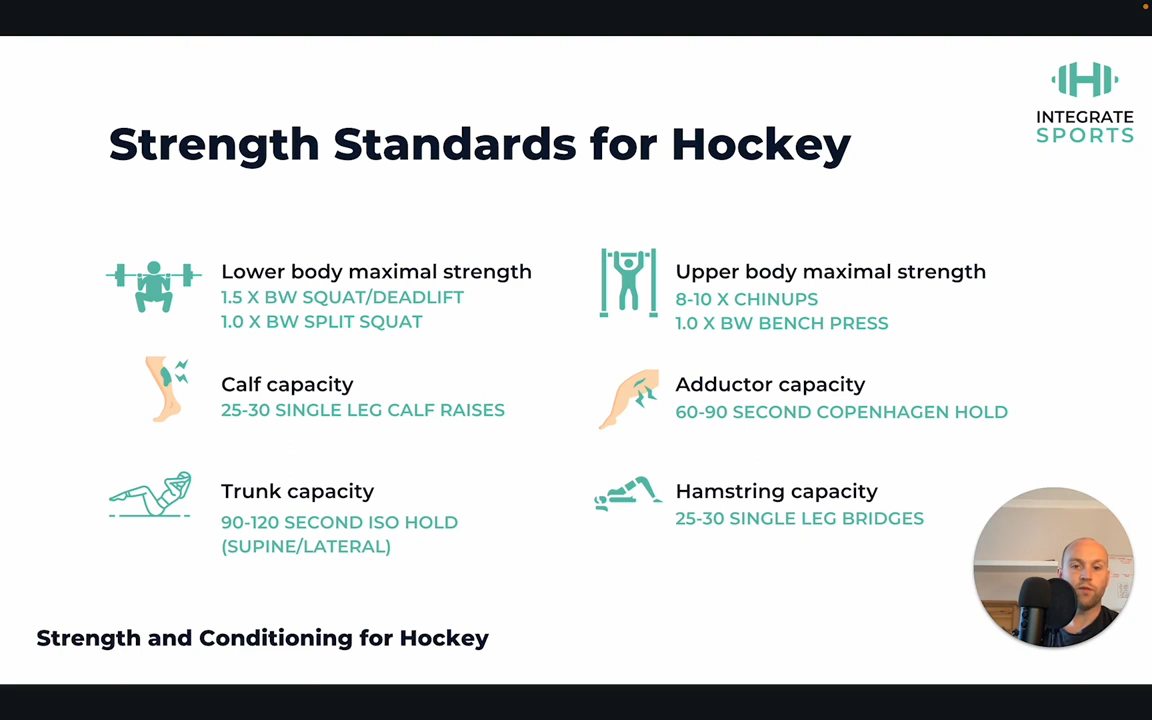 INTEGRATE
SPORTS
Strength Standards for Hockey
Lower body maximal strength
1.5 X BW SQUAT/DEADLIFT
1.0 X BW SPLIT SQUAT
Upper body maximal strength
8-10 X CHINUPS
1.0 X BW BENCH PRESS
Calf capacity
25-30 SINGLE LEG CALF RAISES
Adductor capacity
60-90 SECOND COPENHAGEN HOLD
Trunk capacity
90-120 SECOND ISO HOLD
(SUPINE/LATERAL)
Hamstring capacity
25-30 SINGLE LEG BRIDGES
Strength and Conditioning for Hockey